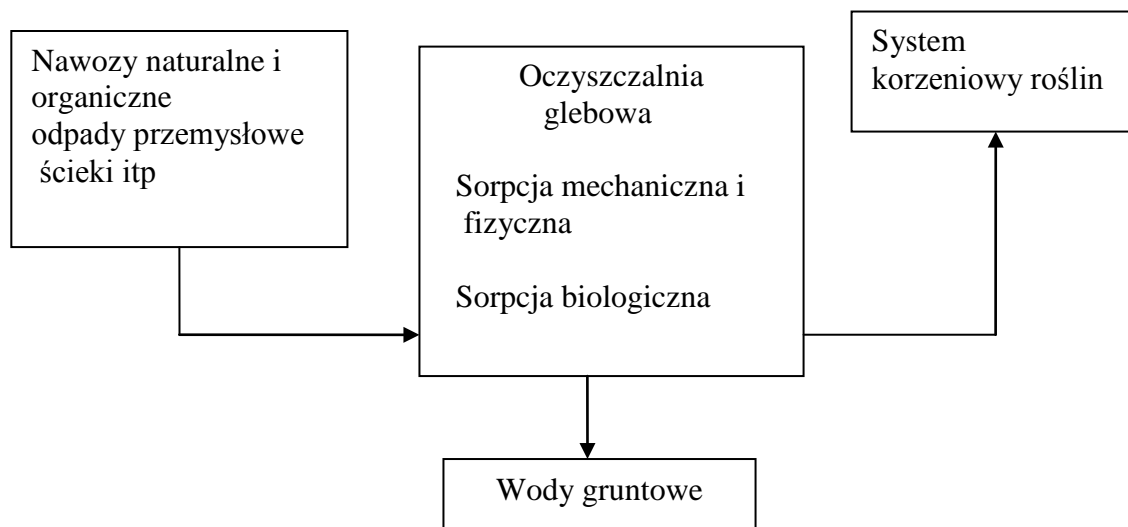 Nawozy naturalne i
organiczne
odpady przemysłowe
ścieki itp
Oczyszczalnia
glebowa
Sorpcja mechaniczna i
fizyczna
Sorpcja biologiczna
System
korzeniowy roślin
Wody gruntowe